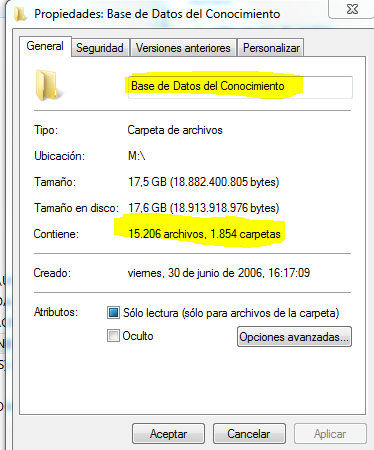 Propiedades: Base de Datos del Conocimiento
General Seguridad Versiones anteriores Personalizar
Base de Datos del Conocimiento
Tipo: Carpeta de archivos
Ubicación: M:\
Tamaño: 17,5 GB (18.882.400.805 bytes)
Tamaño en disco: 17,6 GB (18.913.918.976 bytes)
Contiene: 15.206 archivos, 1.854 carpetas
Creado: viernes, 30 de junio de 2006, 16:17:09
Atributos: Sólo lectura (sólo para archivos de la carpeta)
Oculto Opciones avanzadas...
Aceptar Cancelar Aplicar